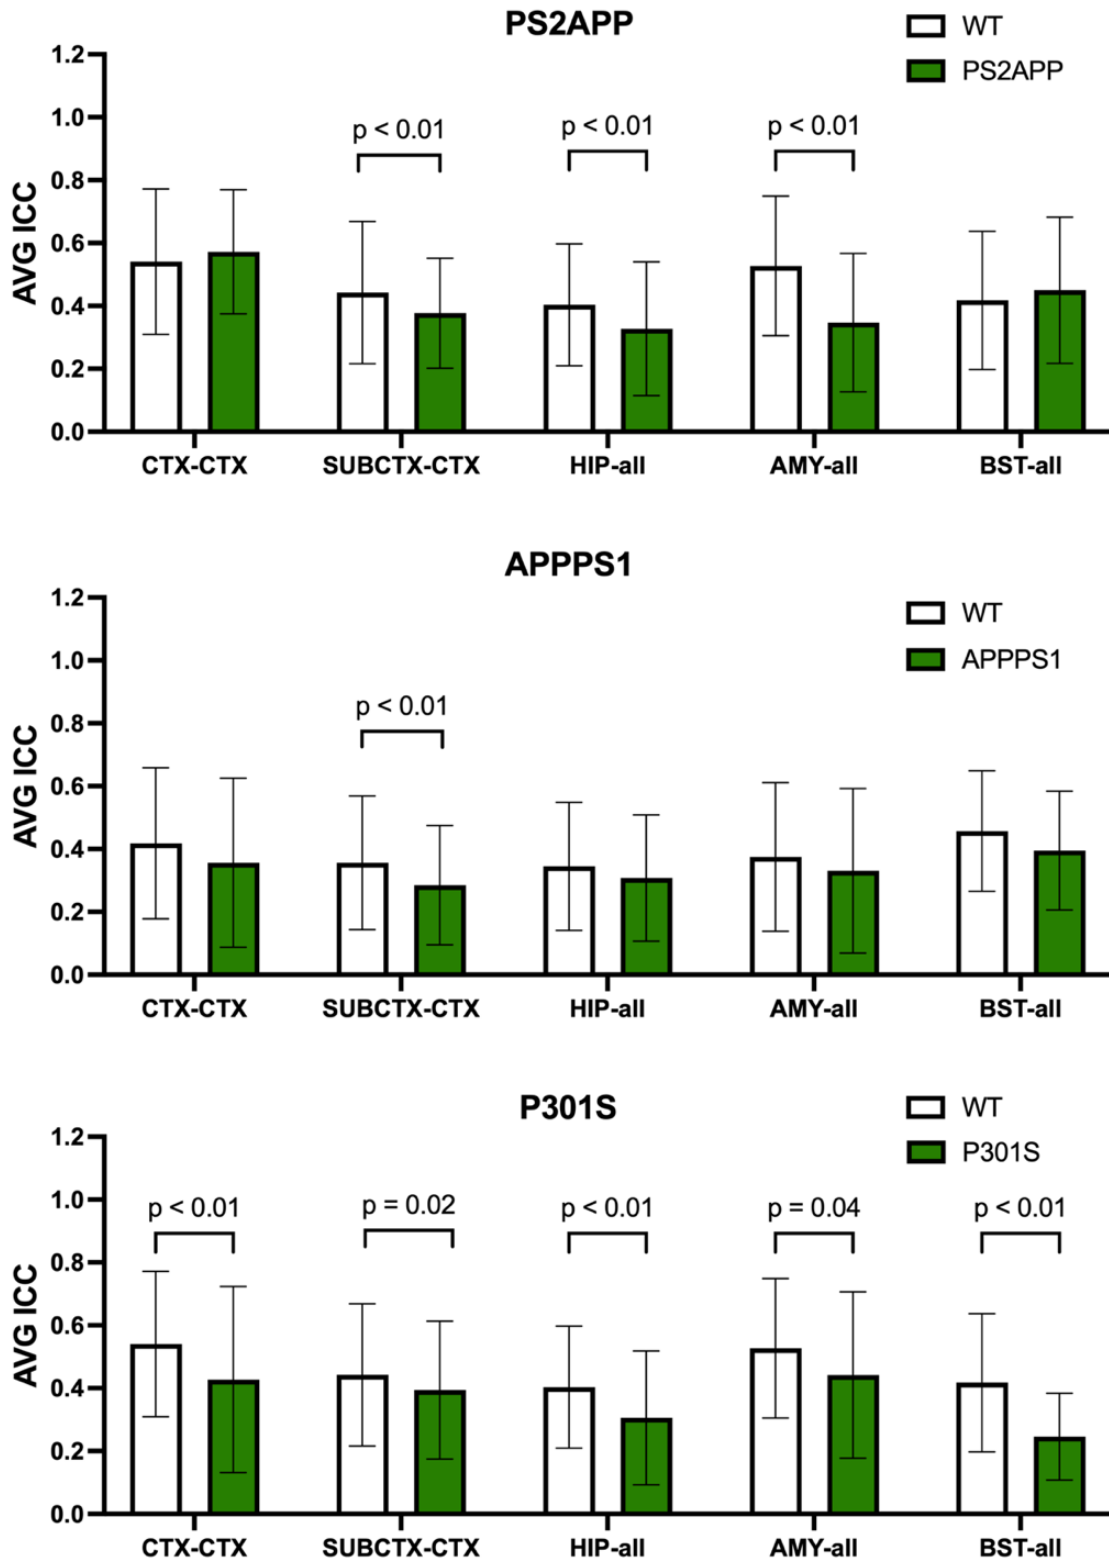 PS2APP
WT
PS2APP
1.2
1.0
0.8
0.6
0.4
0.2
0.0
AVG ICC
p < 0.01
p < 0.01
p < 0.01
CTX-CTX
SUBCTX-CTX
HIP-all
AMY-all
BST-all
APPPS1
WT
APPPS1
1.2
1.0
0.8
0.6
0.4
0.2
0.0
AVG ICC
p < 0.01
CTX-CTX
SUBCTX-CTX
HIP-all
AMY-all
BST-all
P301S
WT
P301S
1.2
1.0
0.8
0.6
0.4
0.2
0.0
AVG ICC
p < 0.01
p = 0.02
p < 0.01
p = 0.04
p < 0.01
CTX-CTX
SUBCTX-CTX
HIP-all
AMY-all
BST-all